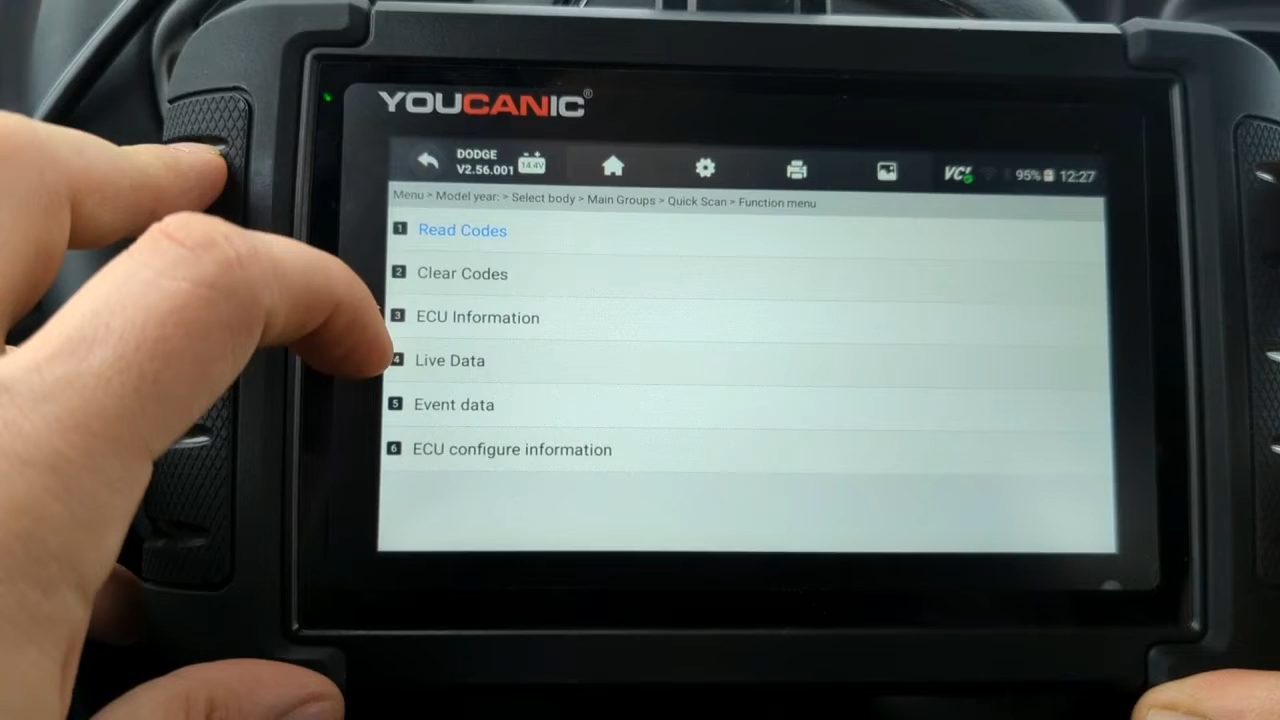 YOUCANIC®
DODGE
V2.56.001
14.4V
VCI
95%
12:27
Menu > Model year: > Select body > Main Groups > Quick Scan > Function menu
1 Read Codes
2 Clear Codes
3 ECU Information
4 Live Data
5 Event data
6 ECU configure information